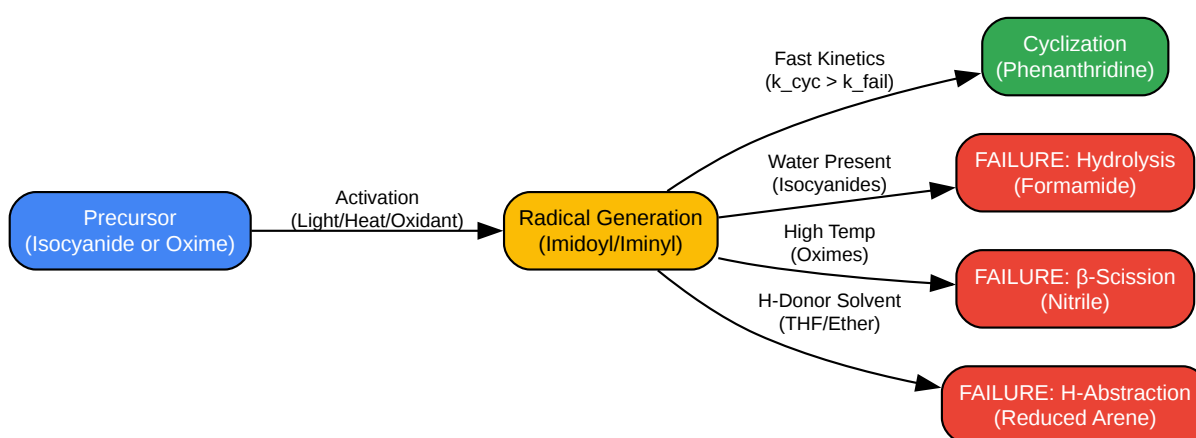 Precursor
(Isocyanide or Oxime)
Activation
(Light/Heat/Oxidant)
Radical Generation
(Imidoyl/Iminyl)
Fast Kinetics
(k_cyc > k_fail)
Cyclization
(Phenanthridine)
Water Present
(Isocyanides)
FAILURE: Hydrolysis
(Formamide)
High Temp
(Oximes)
FAILURE: β-Scission
(Nitrile)
H-Donor Solvent
(THF/Ether)
FAILURE: H-Abstraction
(Reduced Arene)